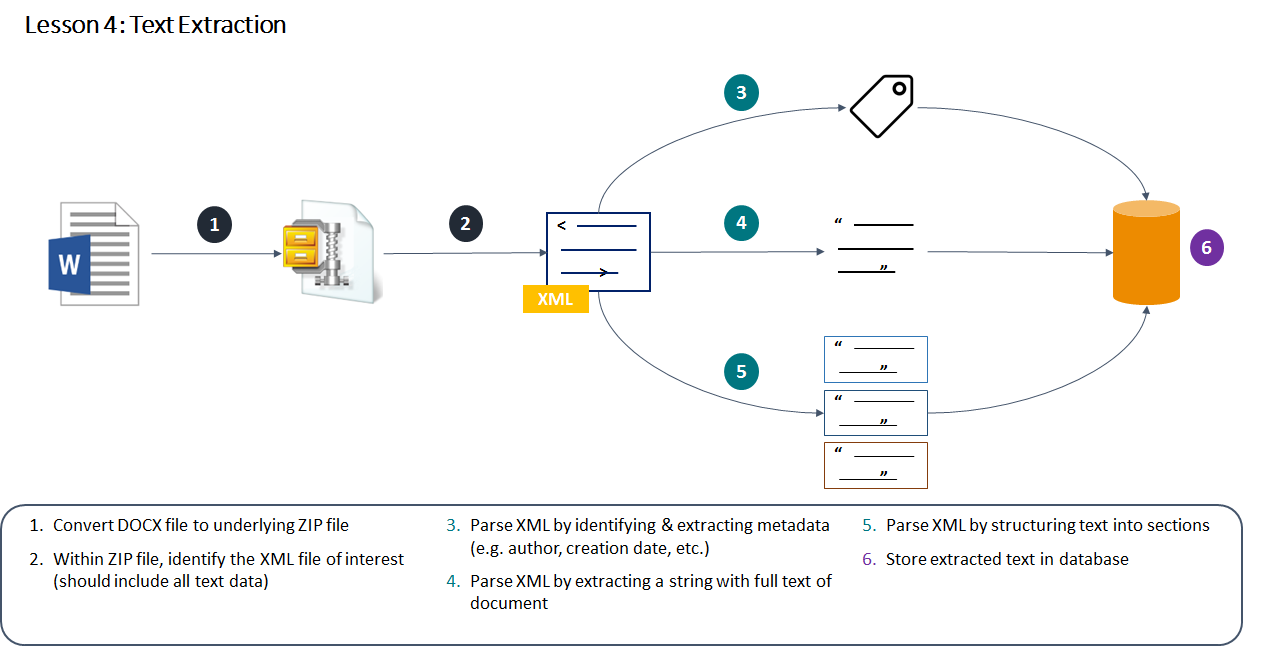 Lesson 4: Text Extraction
3
W
1
2
<
>
XML
4
“
”
6
5
“
”
“
”
“
”
1. Convert DOCX file to underlying ZIP file
2. Within ZIP file, identify the XML file of interest
(should include all text data)
3. Parse XML by identifying & extracting metadata
(e.g. author, creation date, etc.)
4. Parse XML by extracting a string with full text of
document
5. Parse XML by structuring text into sections
6. Store extracted text in database